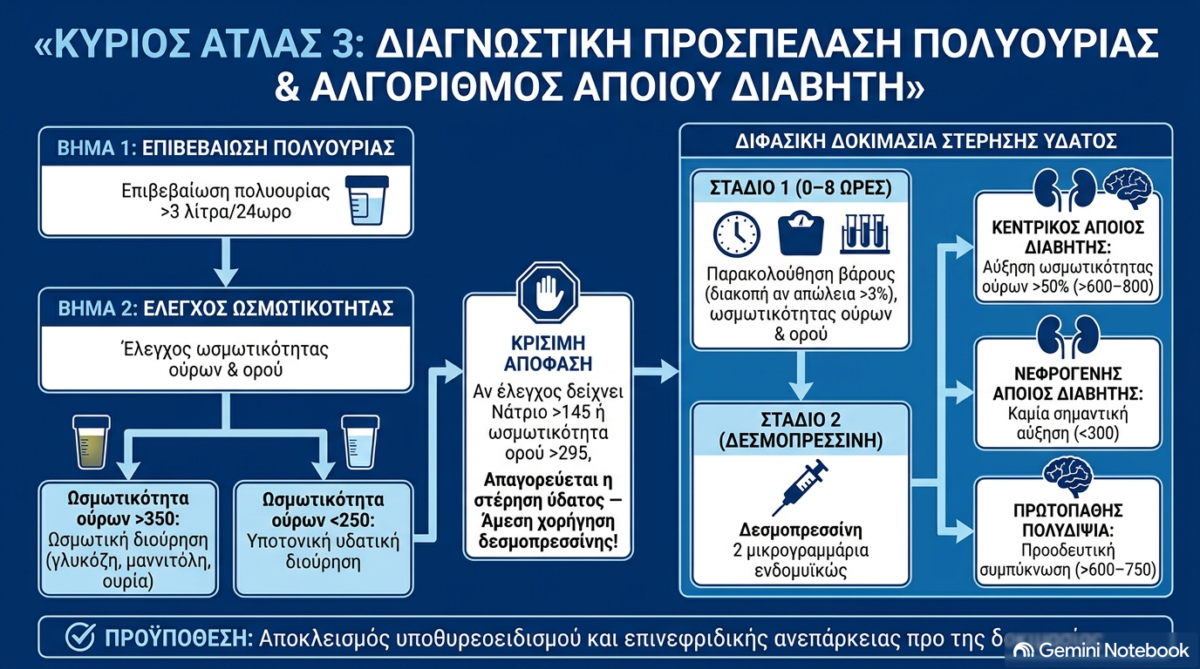 «ΚΥΡΙΟΣ ΑΤΛΑΣ 3: ΔΙΑΓΝΩΣΤΙΚΗ ΠΡΟΣΠΕΛΑΣΗ ΠΟΛΥΟΥΡΙΑΣ
& ΑΛΓΟΡΙΘΜΟΣ ΑΠΟΙΟΥ ΔΙΑΒΗΤΗ»
ΒΗΜΑ 1: ΕΠΙΒΕΒΑΙΩΣΗ ΠΟΛΥΟΥΡΙΑΣ
Επιβεβαίωση πολυουρίας
>3 λίτρα/24ωρο
ΒΗΜΑ 2: ΕΛΕΓΧΟΣ ΩΣΜΩΤΙΚΟΤΗΤΑΣ
Έλεγχος ωσμωτικότητας
ούρων & ορού
Ωσμωτικότητα
ούρων >350:
Ωσμωτική διούρηση
(γλυκόζη, μαννιτόλη,
ουρία)
Ωσμωτικότητα
ούρων <250:
Υποτονική υδατική
διούρηση
ΚΡΙΣΙΜΗ
ΑΠΟΦΑΣΗ
Αν έλεγχος δείχνει
Νάτριο >145 ή
ωσμωτικότητα
ορού >295,
Απαγορεύεται η
στέρηση ύδατος —
Άμεση χορήγηση
δεσμοπρεσσίνης!
ΔΙΦΑΣΙΚΗ ΔΟΚΙΜΑΣΙΑ ΣΤΕΡΗΣΗΣ ΥΔΑΤΟΣ
ΣΤΑΔΙΟ 1 (0–8 ΩΡΕΣ)
Παρακολούθηση βάρους
(διακοπή αν απώλεια >3%),
ωσμωτικότητας ούρων
& ορού
ΣΤΑΔΙΟ 2
(ΔΕΣΜΟΠΡΕΣΣΙΝΗ)
Δεσμοπρεσσίνη
2 μικρογραμμάρια
ενδομυϊκώς
ΚΕΝΤΡΙΚΟΣ ΑΠΟΙΟΣ
ΔΙΑΒΗΤΗΣ:
Αύξηση ωσμωτικότητας
ούρων >50% (>600–800)
ΝΕΦΡΟΓΕΝΗΣ
ΑΠΟΙΟΣ ΔΙΑΒΗΤΗΣ:
Καμία σημαντική
αύξηση (<300)
ΠΡΩΤΟΠΑΘΗΣ
ΠΟΛΥΔΙΨΙΑ:
Προοδευτική
συμπύκνωση (>600–750)
ΠΡΟΫΠΟΘΕΣΗ: Αποκλεισμός υποθυρεοειδισμού και επινεφριδικής ανεπάρκειας προ της
Gemini Notebook